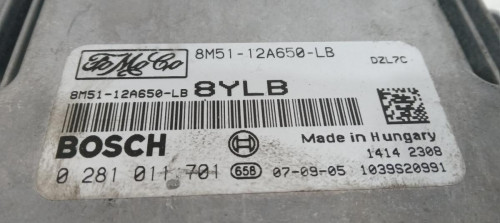 FoMoCo 8M51-12A650-LB DZL7C
8M51-12A650-LB 8YLB
BOSCH Made in Hungary
1414 2308
0 281 011 701 658 07-09-05 1039S20991